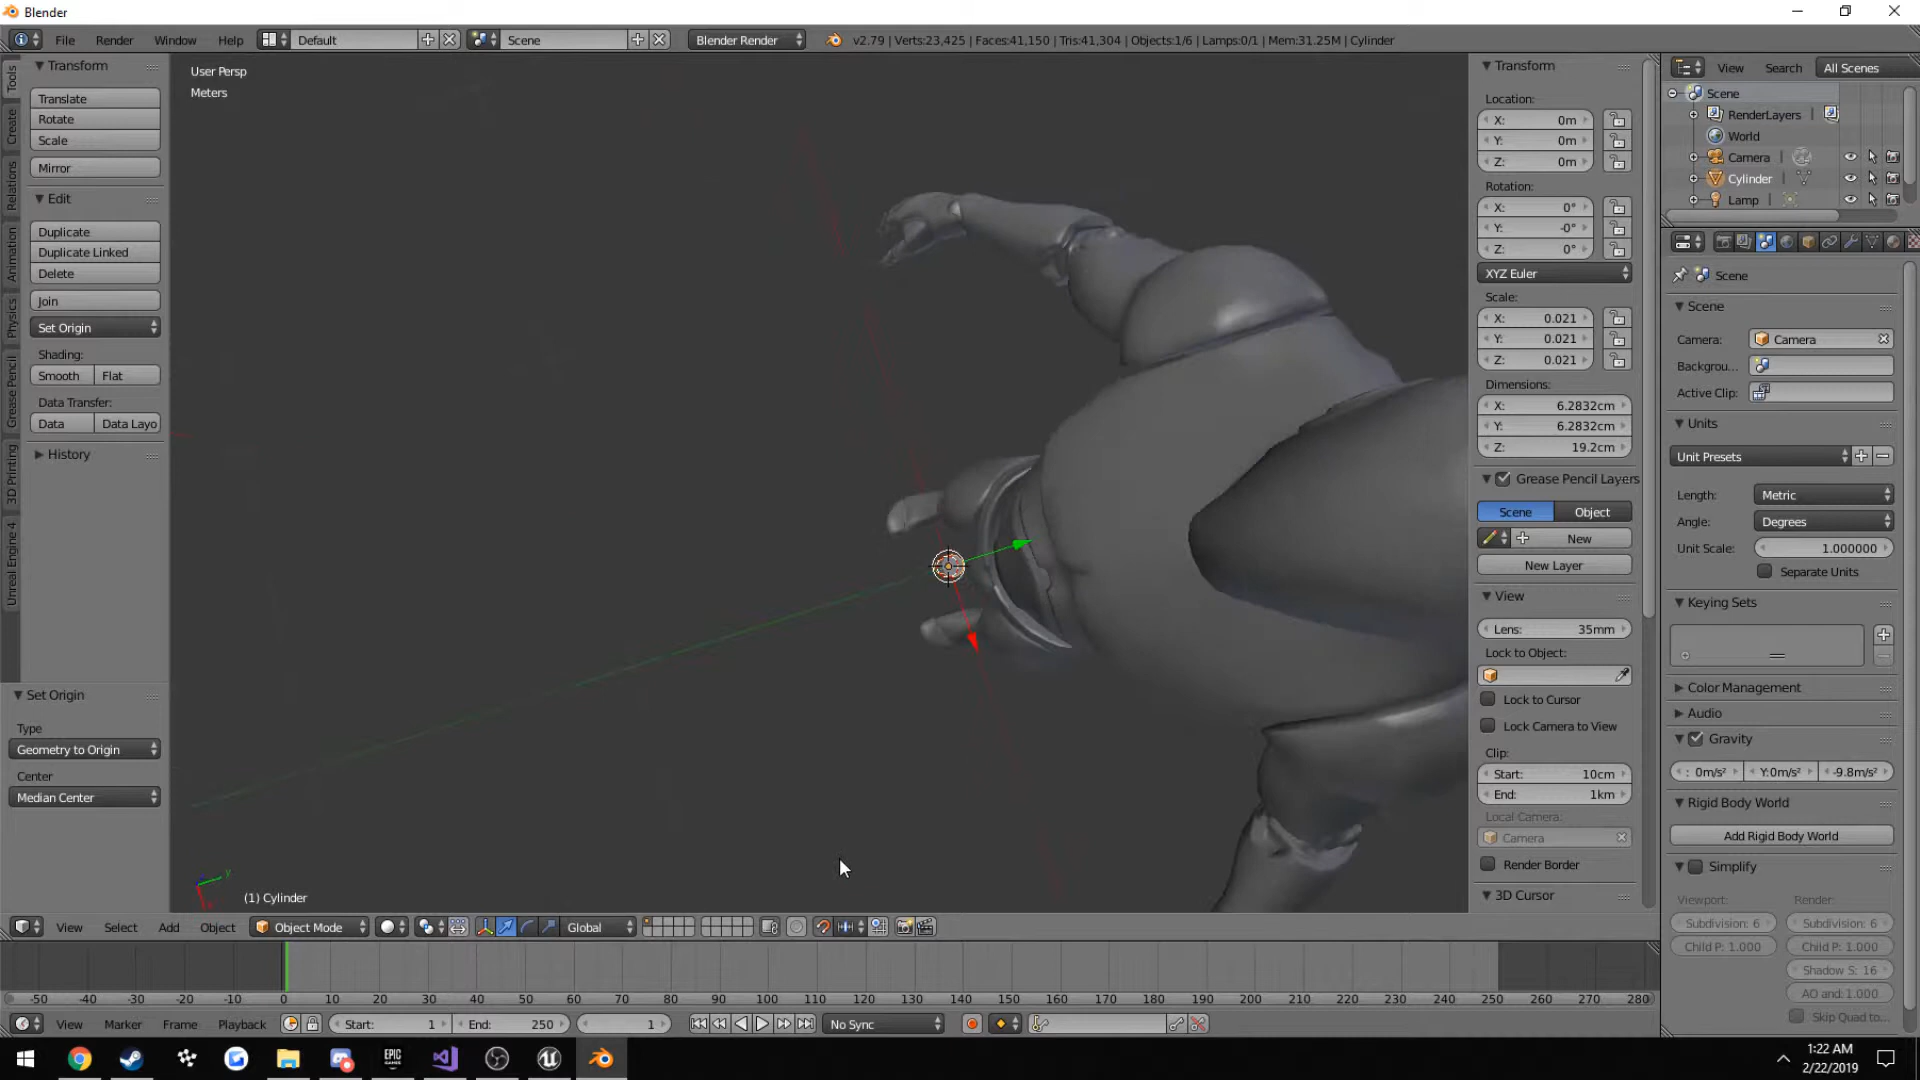 Blender
File Render Window Help Default Scene Blender Render v2.79 | Verts:23,425 | Faces:41,150 | Tris:41,304 | Objects:1/6 | Lamps:0/1 | Mem:31.25M | Cylinder
Tools
Create
Relations
Animation
Physics
Grease Pencil
3D Printing
Unreal Engine 4
Transform
Translate
Rotate
Scale
Mirror
Edit
Duplicate
Duplicate Linked
Delete
Join
Set Origin
Shading:
Smooth Flat
Data Transfer:
Data Data Layo
History
Set Origin
Type
Geometry to Origin
Center
Median Center
User Persp
Meters
(1) Cylinder
Transform
Location:
X: 0m
Y: 0m
Z: 0m
Rotation:
X: 0°
Y: -0°
Z: 0°
XYZ Euler
Scale:
X: 0.021
Y: 0.021
Z: 0.021
Dimensions:
X: 6.2832cm
Y: 6.2832cm
Z: 19.2cm
Grease Pencil Layers
Scene Object
New
New Layer
View
Lens: 35mm
Lock to Object:
Lock to Cursor
Lock Camera to View
Clip:
Start: 10cm
End: 1km
Local Camera:
Camera
Render Border
3D Cursor
View Search All Scenes
Scene
RenderLayers |
World
Camera |
Cylinder |
Lamp |
Scene
Scene
Camera: Camera
Backgrou...
Active Clip:
Units
Unit Presets
Length: Metric
Angle: Degrees
Unit Scale: 1.000000
Separate Units
Keying Sets
Color Management
Audio
Gravity
: 0m/s² Y:0m/s² -9.8m/s²
Rigid Body World
Add Rigid Body World
Simplify
Viewport: Render:
Subdivision: 6 Subdivision: 6
Child P: 1.000 Child P: 1.000
Shadow S: 16
AO and:1.000
Skip Quad to...
View Select Add Object Object Mode Global
-50 -40 -30 -20 -10 0 10 20 30 40 50 60 70 80 90 100 110 120 130 140 150 160 170 180 190 200 210 220 230 240 250 260 270 280
View Marker Frame Playback Start: 1 End: 250 1 No Sync
EPIC GAMES
1:22 AM
2/22/2019